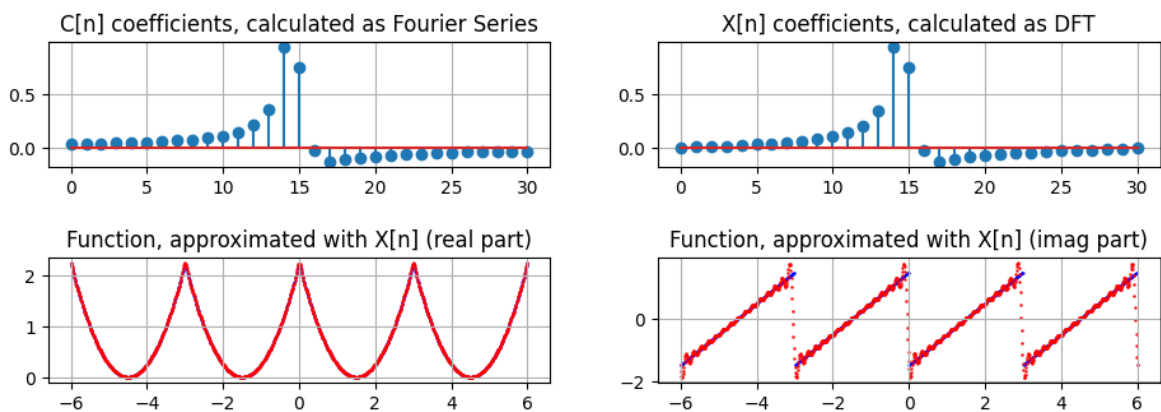 C[n] coefficients, calculated as Fourier Series
0.5
0.0
0 5 10 15 20 25 30
X[n] coefficients, calculated as DFT
0.5
0.0
0 5 10 15 20 25 30
Function, approximated with X[n] (real part)
2
1
0
−6 −4 −2 0 2 4 6
Function, approximated with X[n] (imag part)
0
−2
−6 −4 −2 0 2 4 6